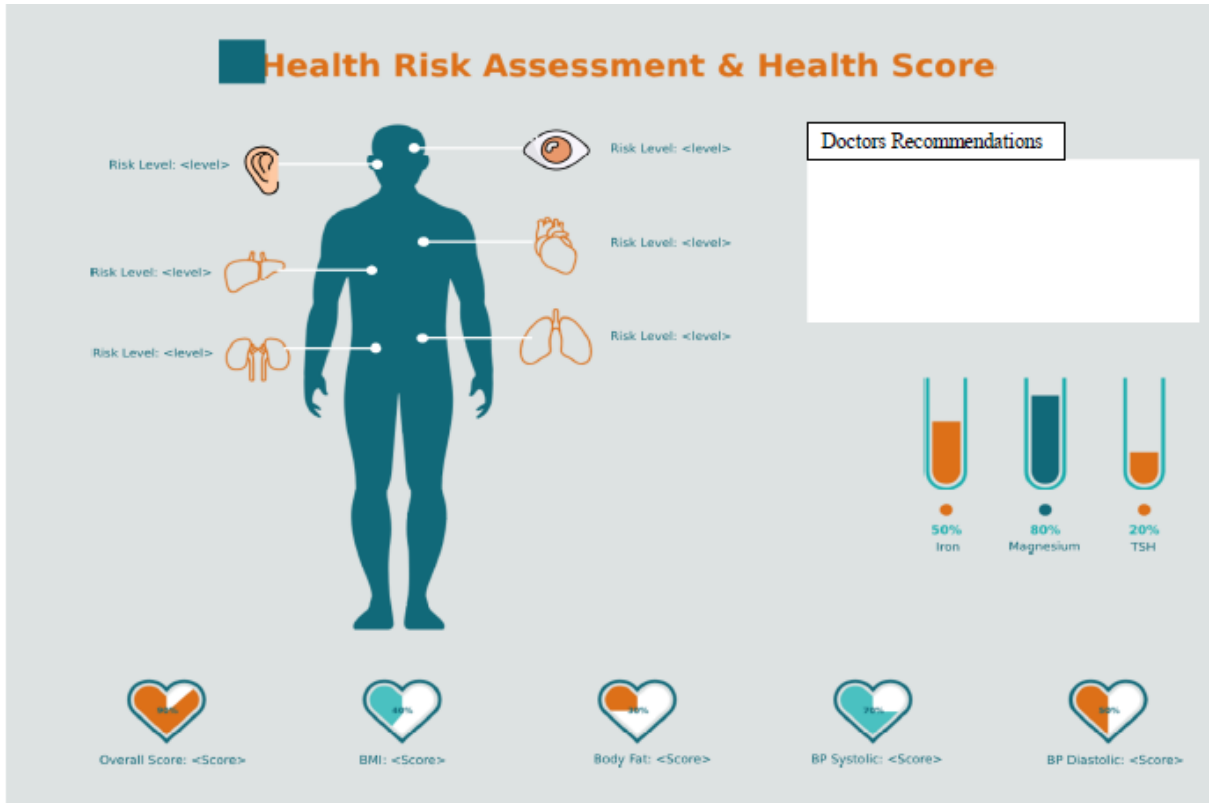 Health Risk Assessment & Health Score
Risk Level: <level>
Risk Level: <level>
Doctors Recommendations
Risk Level: <level>
Risk Level: <level>
Risk Level: <level>
Risk Level: <level>
50%
80%
20%
Iron
Magnesium
TSH
90%
40%
30%
70%
50%
Overall Score: <Score>
BMI: <Score>
Body Fat: <Score>
BP Systolic: <Score>
BP Diastolic: <Score>